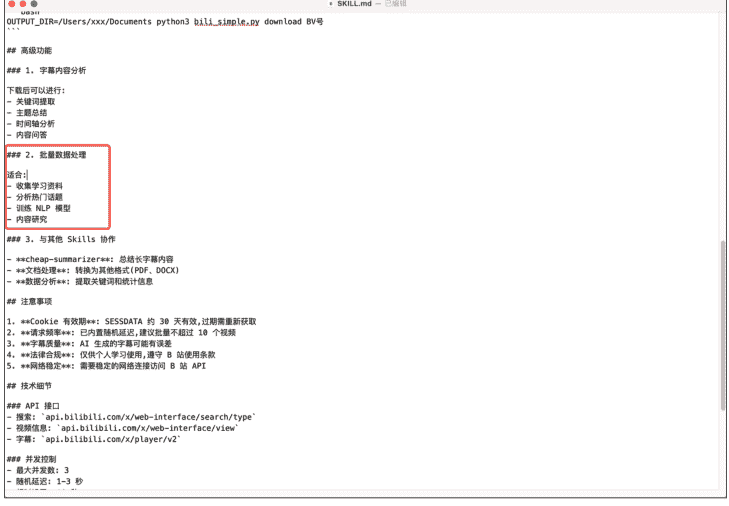 SKILL.md — 已编辑
bash
OUTPUT_DIR=/Users/xxx/Documents python3 bili_simple.py download BV号
```
## 高级功能
### 1. 字幕内容分析
下载后可以进行:
- 关键词提取
- 主题总结
- 时间轴分析
- 内容问答
### 2. 批量数据处理
适合:
- 收集学习资料
- 分析热门话题
- 训练 NLP 模型
- 内容研究
### 3. 与其他 Skills 协作
- **cheap-summarizer**: 总结长字幕内容
- **文档处理**: 转换为其他格式(PDF、DOCX)
- **数据分析**: 提取关键词和统计信息
## 注意事项
1. **Cookie 有效期**: SESSDATA 约 30 天有效,过期需重新获取
2. **请求频率**: 已内置随机延迟,建议批量不超过 10 个视频
3. **字幕质量**: AI 生成的字幕可能有误差
4. **法律合规**: 仅供个人学习使用,遵守 B 站使用条款
5. **网络稳定**: 需要稳定的网络连接访问 B 站 API
## 技术细节
### API 接口
- 搜索: `api.bilibili.com/x/web-interface/search/type`
- 视频信息: `api.bilibili.com/x/web-interface/view`
- 字幕: `api.bilibili.com/x/player/v2`
### 并发控制
- 最大并发数: 3
- 随机延迟: 1-3 秒